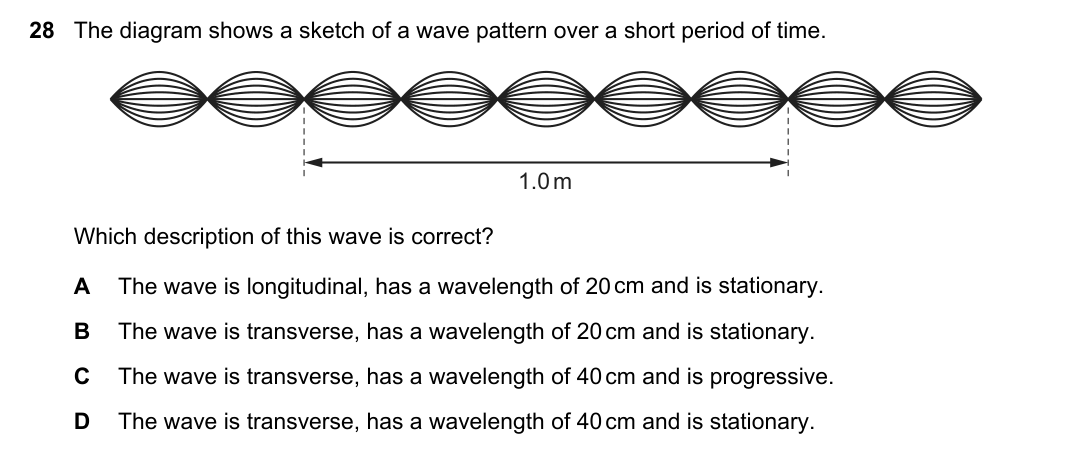 28 The diagram shows a sketch of a wave pattern over a short period of time.
1.0 m
Which description of this wave is correct?
A The wave is longitudinal, has a wavelength of 20 cm and is stationary.
B The wave is transverse, has a wavelength of 20 cm and is stationary.
C The wave is transverse, has a wavelength of 40 cm and is progressive.
D The wave is transverse, has a wavelength of 40 cm and is stationary.